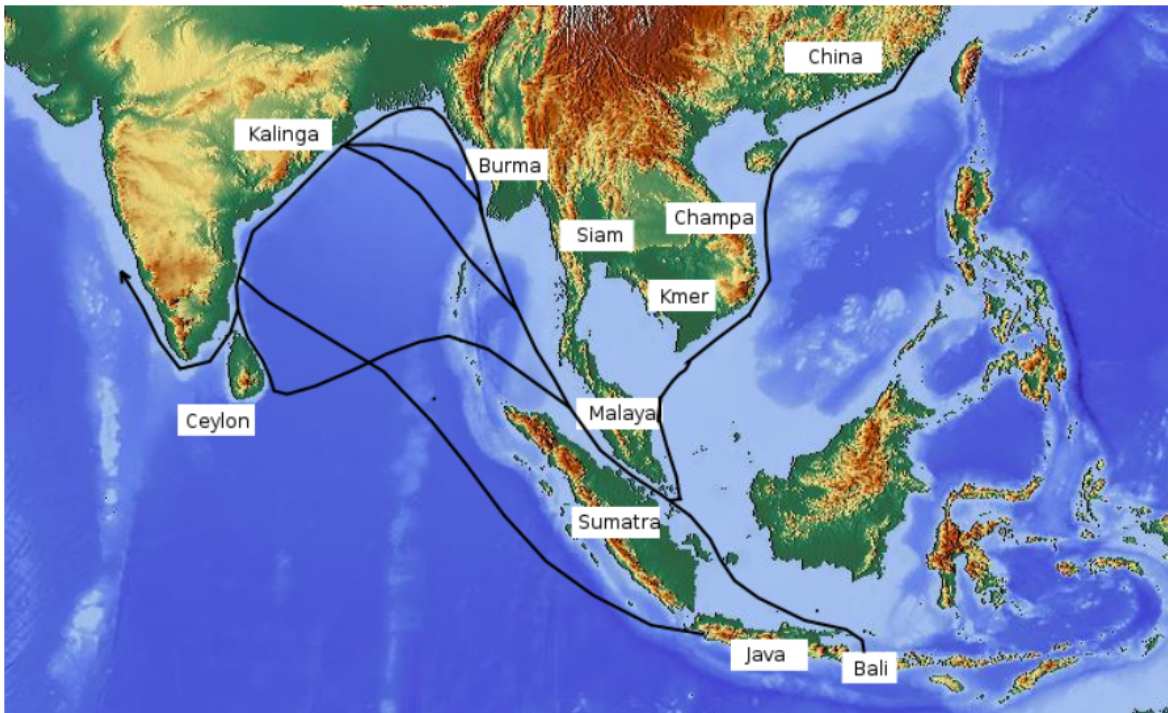 China
Kalinga
Burma
Champa
Siam
Kmer
Malaya
Ceylon
Sumatra
Java
Bali